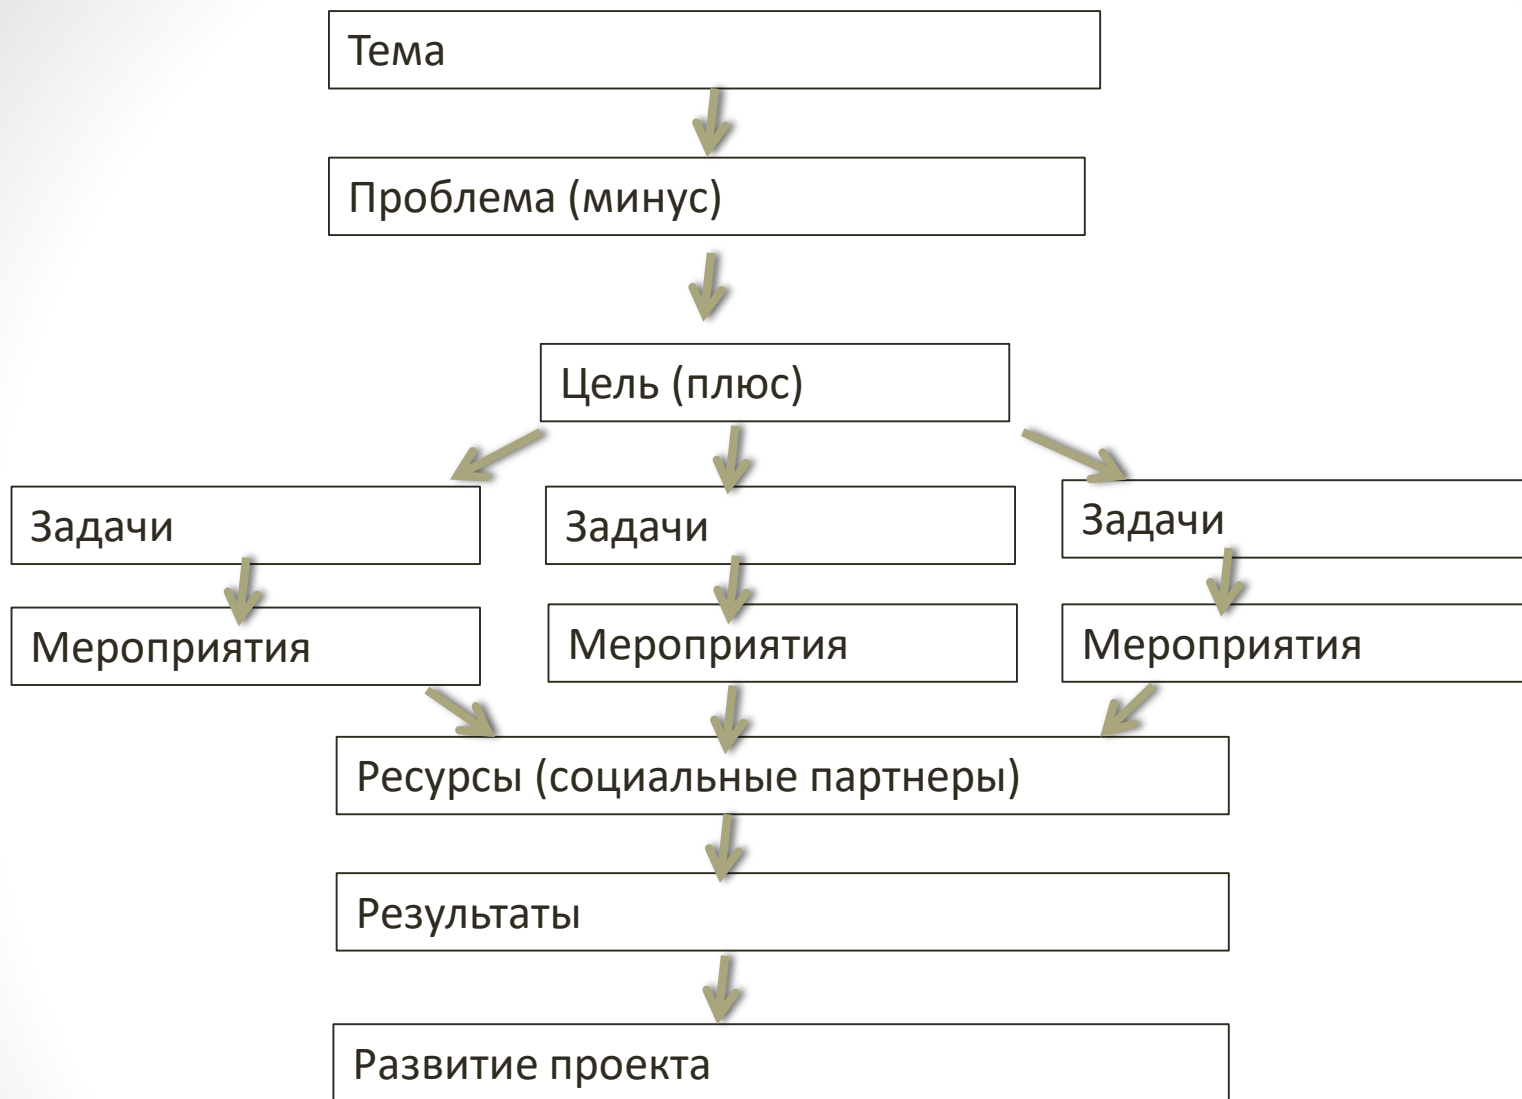 Тема
Проблема (минус)
Цель (плюс)
Задачи
Задачи
Задачи
Мероприятия
Мероприятия
Мероприятия
Ресурсы (социальные партнеры)
Результаты
Развитие проекта